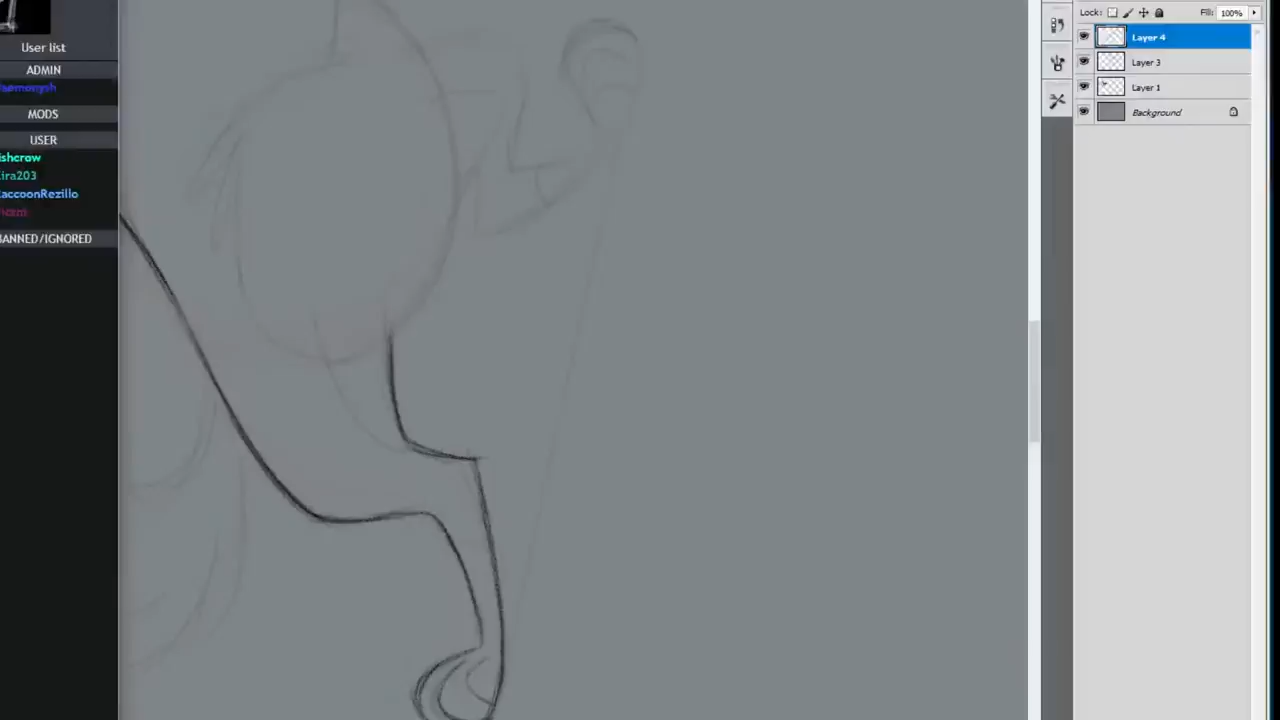 User list
ADMIN
MODS
USER
ishcrow
ira203
accoonRezillo
BANNED/IGNORED
Lock:
Fill: 100%
Layer 4
Layer 3
Layer 1
Background